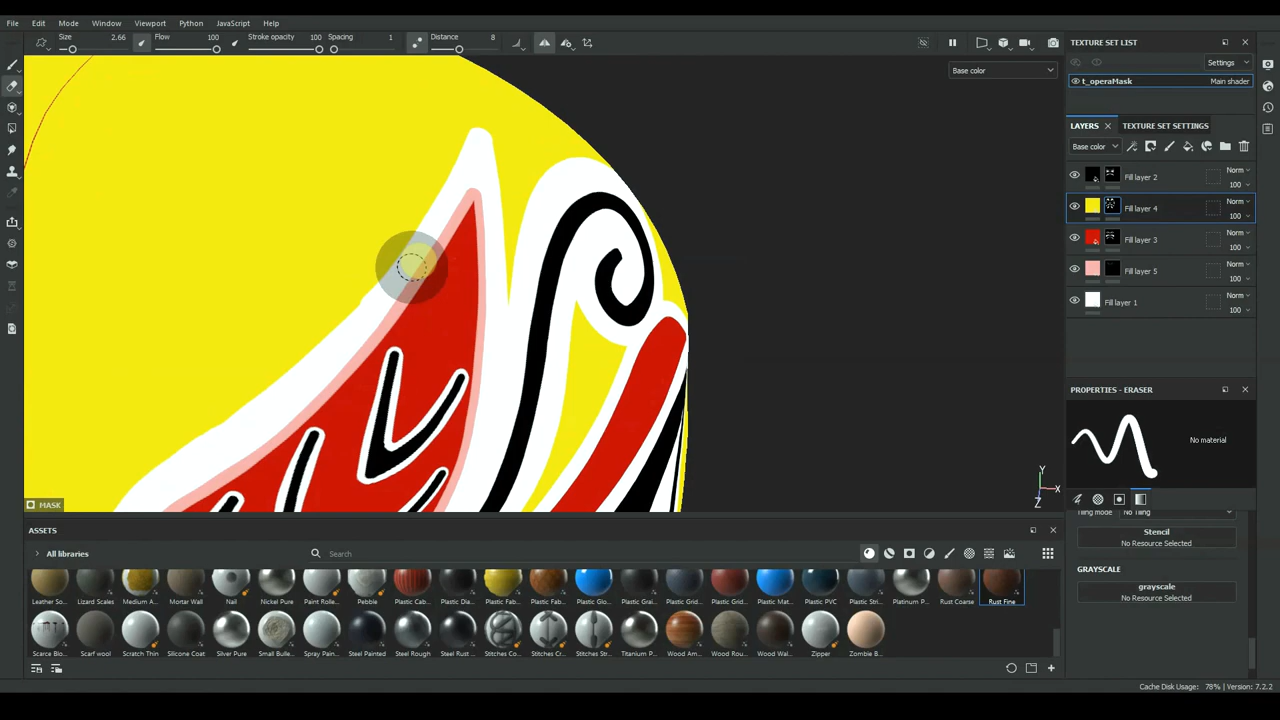 File Edit Mode Window Viewport Python JavaScript Help
Size 2.66 Flow 100 Stroke opacity 100 Spacing 1 Distance 8
Base color
TEXTURE SET LIST
Settings
t_operaMask Main shader
LAYERS TEXTURE SET SETTINGS
Base color
Fill layer 2 Norm 100
Fill layer 4 Norm 100
Fill layer 3 Norm 100
Fill layer 5 Norm 100
Fill layer 1 Norm 100
PROPERTIES - ERASER
No material
Y
X
Z
MASK
Tiling mode No Tiling
Stencil
No Resource Selected
GRAYSCALE
grayscale
No Resource Selected
ASSETS
All libraries Search
Leather So... Lizard Scales Medium A... Mortar Wall Nail Nickel Pure Paint Rolle... Pebble Plastic Cab... Plastic Dia... Plastic Fab... Plastic Fab... Plastic Glo... Plastic Grai... Plastic Grid... Plastic Grid... Plastic Mat... Plastic PVC Plastic Stri... Platinum P... Rust Coarse Rust Fine
Scarce Blo... Scarf wool Scratch Thin Silicone Coat Silver Pure Small Bulle... Spray Pain... Steel Painted Steel Rough Steel Rust ... Stitches Co... Stitches Cr... Stitches Str... Titanium P... Wood Am... Wood Rou... Wood Wal... Zipper Zombie B...
Cache Disk Usage: 78% | Version: 7.2.2